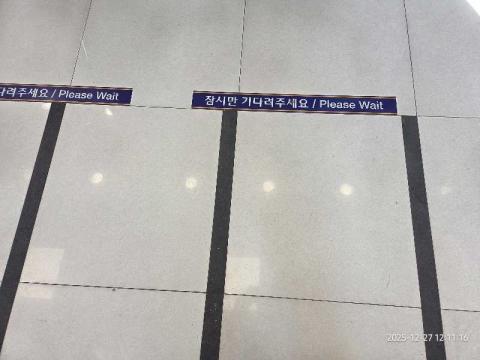 다려주세요 / Please Wait
잠시만 기다려주세요 / Please Wait
2025-12-27 12:11:16